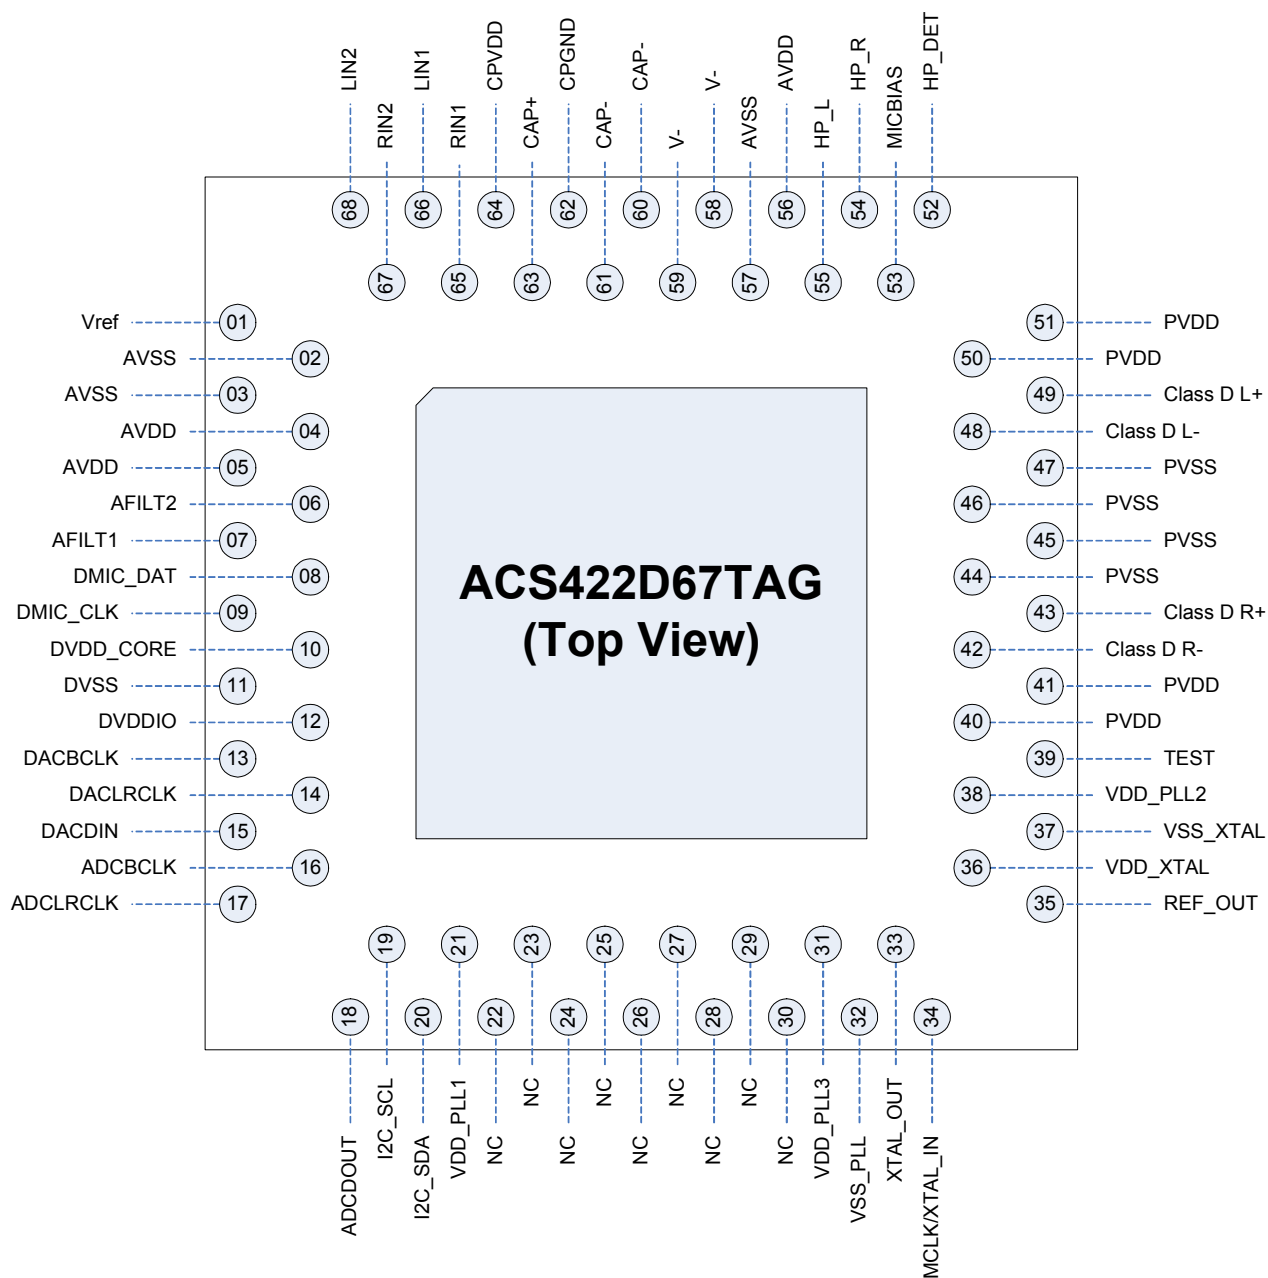 LIN2
RIN2
LIN1
RIN1
CPVDD
CAP+
CPGND
CAP-
CAP-
V-
V-
AVSS
AVDD
HP_L
HP_R
MICBIAS
HP_DET
68
67
66
65
64
63
62
61
60
59
58
57
56
55
54
53
52
Vref 01
AVSS 02
AVSS 03
AVDD 04
AVDD 05
AFILT2 06
AFILT1 07
DMIC_DAT 08
DMIC_CLK 09
DVDD_CORE 10
DVSS 11
DVDDIO 12
DACBCLK 13
DACLRCLK 14
DACDIN 15
ADCBCLK 16
ADCLRCLK 17
ACS422D67TAG
(Top View)
51 PVDD
50 PVDD
49 Class D L+
48 Class D L-
47 PVSS
46 PVSS
45 PVSS
44 PVSS
43 Class D R+
42 Class D R-
41 PVDD
40 PVDD
39 TEST
38 VDD_PLL2
37 VSS_XTAL
36 VDD_XTAL
35 REF_OUT
18
19
20
21
22
23
24
25
26
27
28
29
30
31
32
33
34
ADCDOUT
I2C_SCL
I2C_SDA
VDD_PLL1
NC
NC
NC
NC
NC
NC
NC
NC
NC
VDD_PLL3
VSS_PLL
XTAL_OUT
MCLK/XTAL_IN